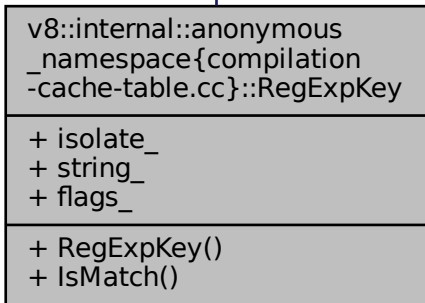 v8::internal::anonymous
_namespace{compilation
-cache-table.cc}::RegExpKey
+ isolate_
+ string_
+ flags_
+ RegExpKey()
+ IsMatch()